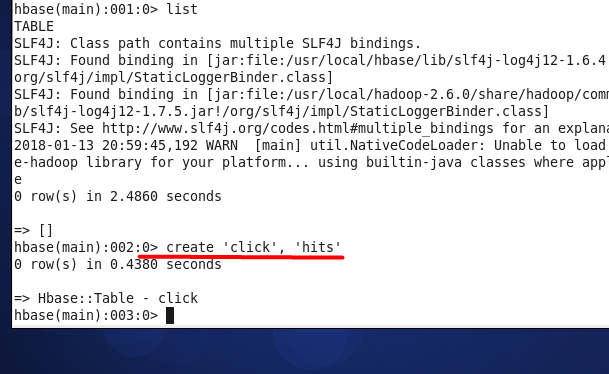 hbase(main):001:0> list
TABLE
SLF4J: Class path contains multiple SLF4J bindings.
SLF4J: Found binding in [jar:file:/usr/local/hbase/lib/slf4j-log4j12-1.6.4
org/slf4j/impl/StaticLoggerBinder.class]
SLF4J: Found binding in [jar:file:/usr/local/hadoop-2.6.0/share/hadoop/comm
b/slf4j-log4j12-1.7.5.jar!/org/slf4j/impl/StaticLoggerBinder.class]
SLF4J: See http://www.slf4j.org/codes.html#multiple_bindings for an explana
2018-01-13 20:59:45,192 WARN  [main] util.NativeCodeLoader: Unable to load
e-hadoop library for your platform... using builtin-java classes where appl
e
0 row(s) in 2.4860 seconds

=> []
hbase(main):002:0> create 'click', 'hits'
0 row(s) in 0.4380 seconds

=> Hbase::Table - click
hbase(main):003:0>